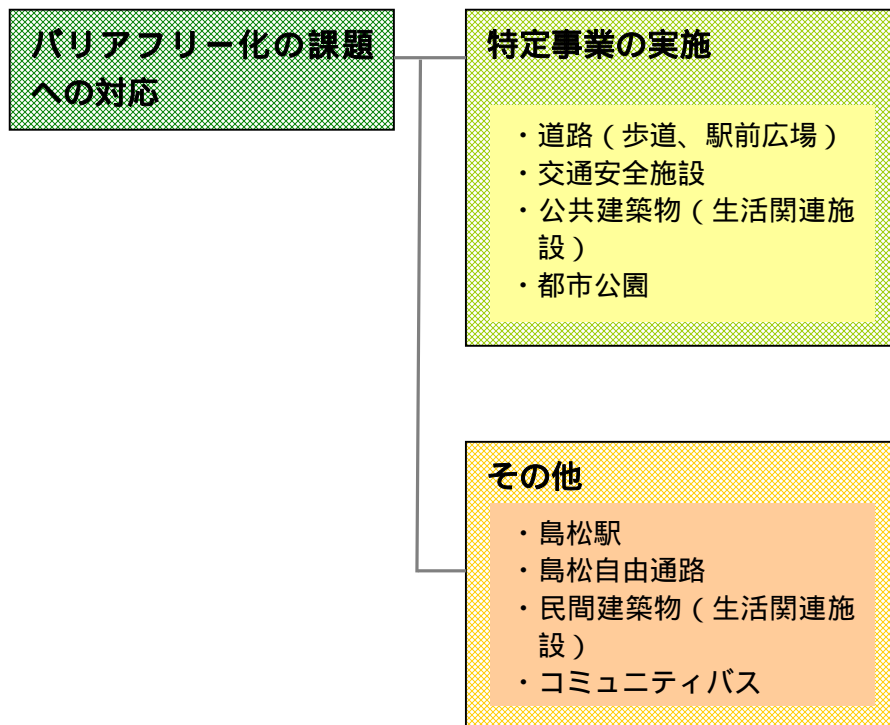 バリアフリー化の課題
への対応
特定事業の実施
・道路（歩道、駅前広場）
・交通安全施設
・公共建築物（生活関連施
設）
・都市公園
その他
・島松駅
・島松自由通路
・民間建築物（生活関連施
設）
・コミュニティバス